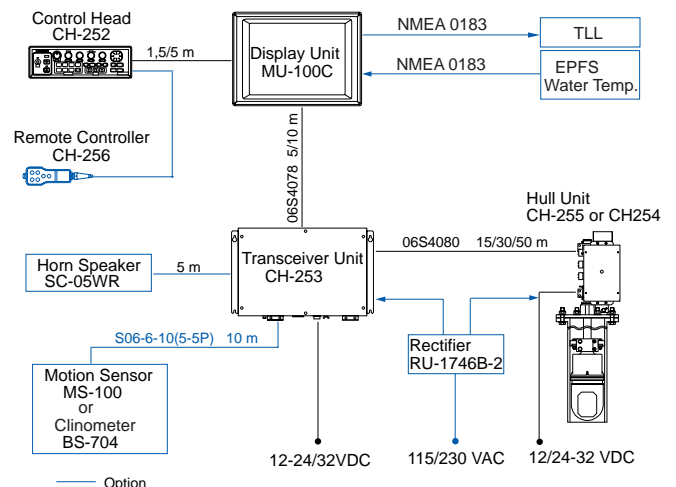 Control Head
CH-252
1,5/5 m
Display Unit
MU-100C
NMEA 0183
TLL
NMEA 0183
EPFS
Water Temp.
Remote Controller
CH-256
06S4078 5/10 m
Hull Unit
CH-255 or CH254
Transceiver Unit
CH-253
06S4080 15/30/50 m
Horn Speaker
SC-05WR
5 m
S06-6-10(5-5P) 10 m
Rectifier
RU-1746B-2
Motion Sensor
MS-100
or
Clinometer
BS-704
12-24/32VDC
115/230 VAC
12/24-32 VDC
Option